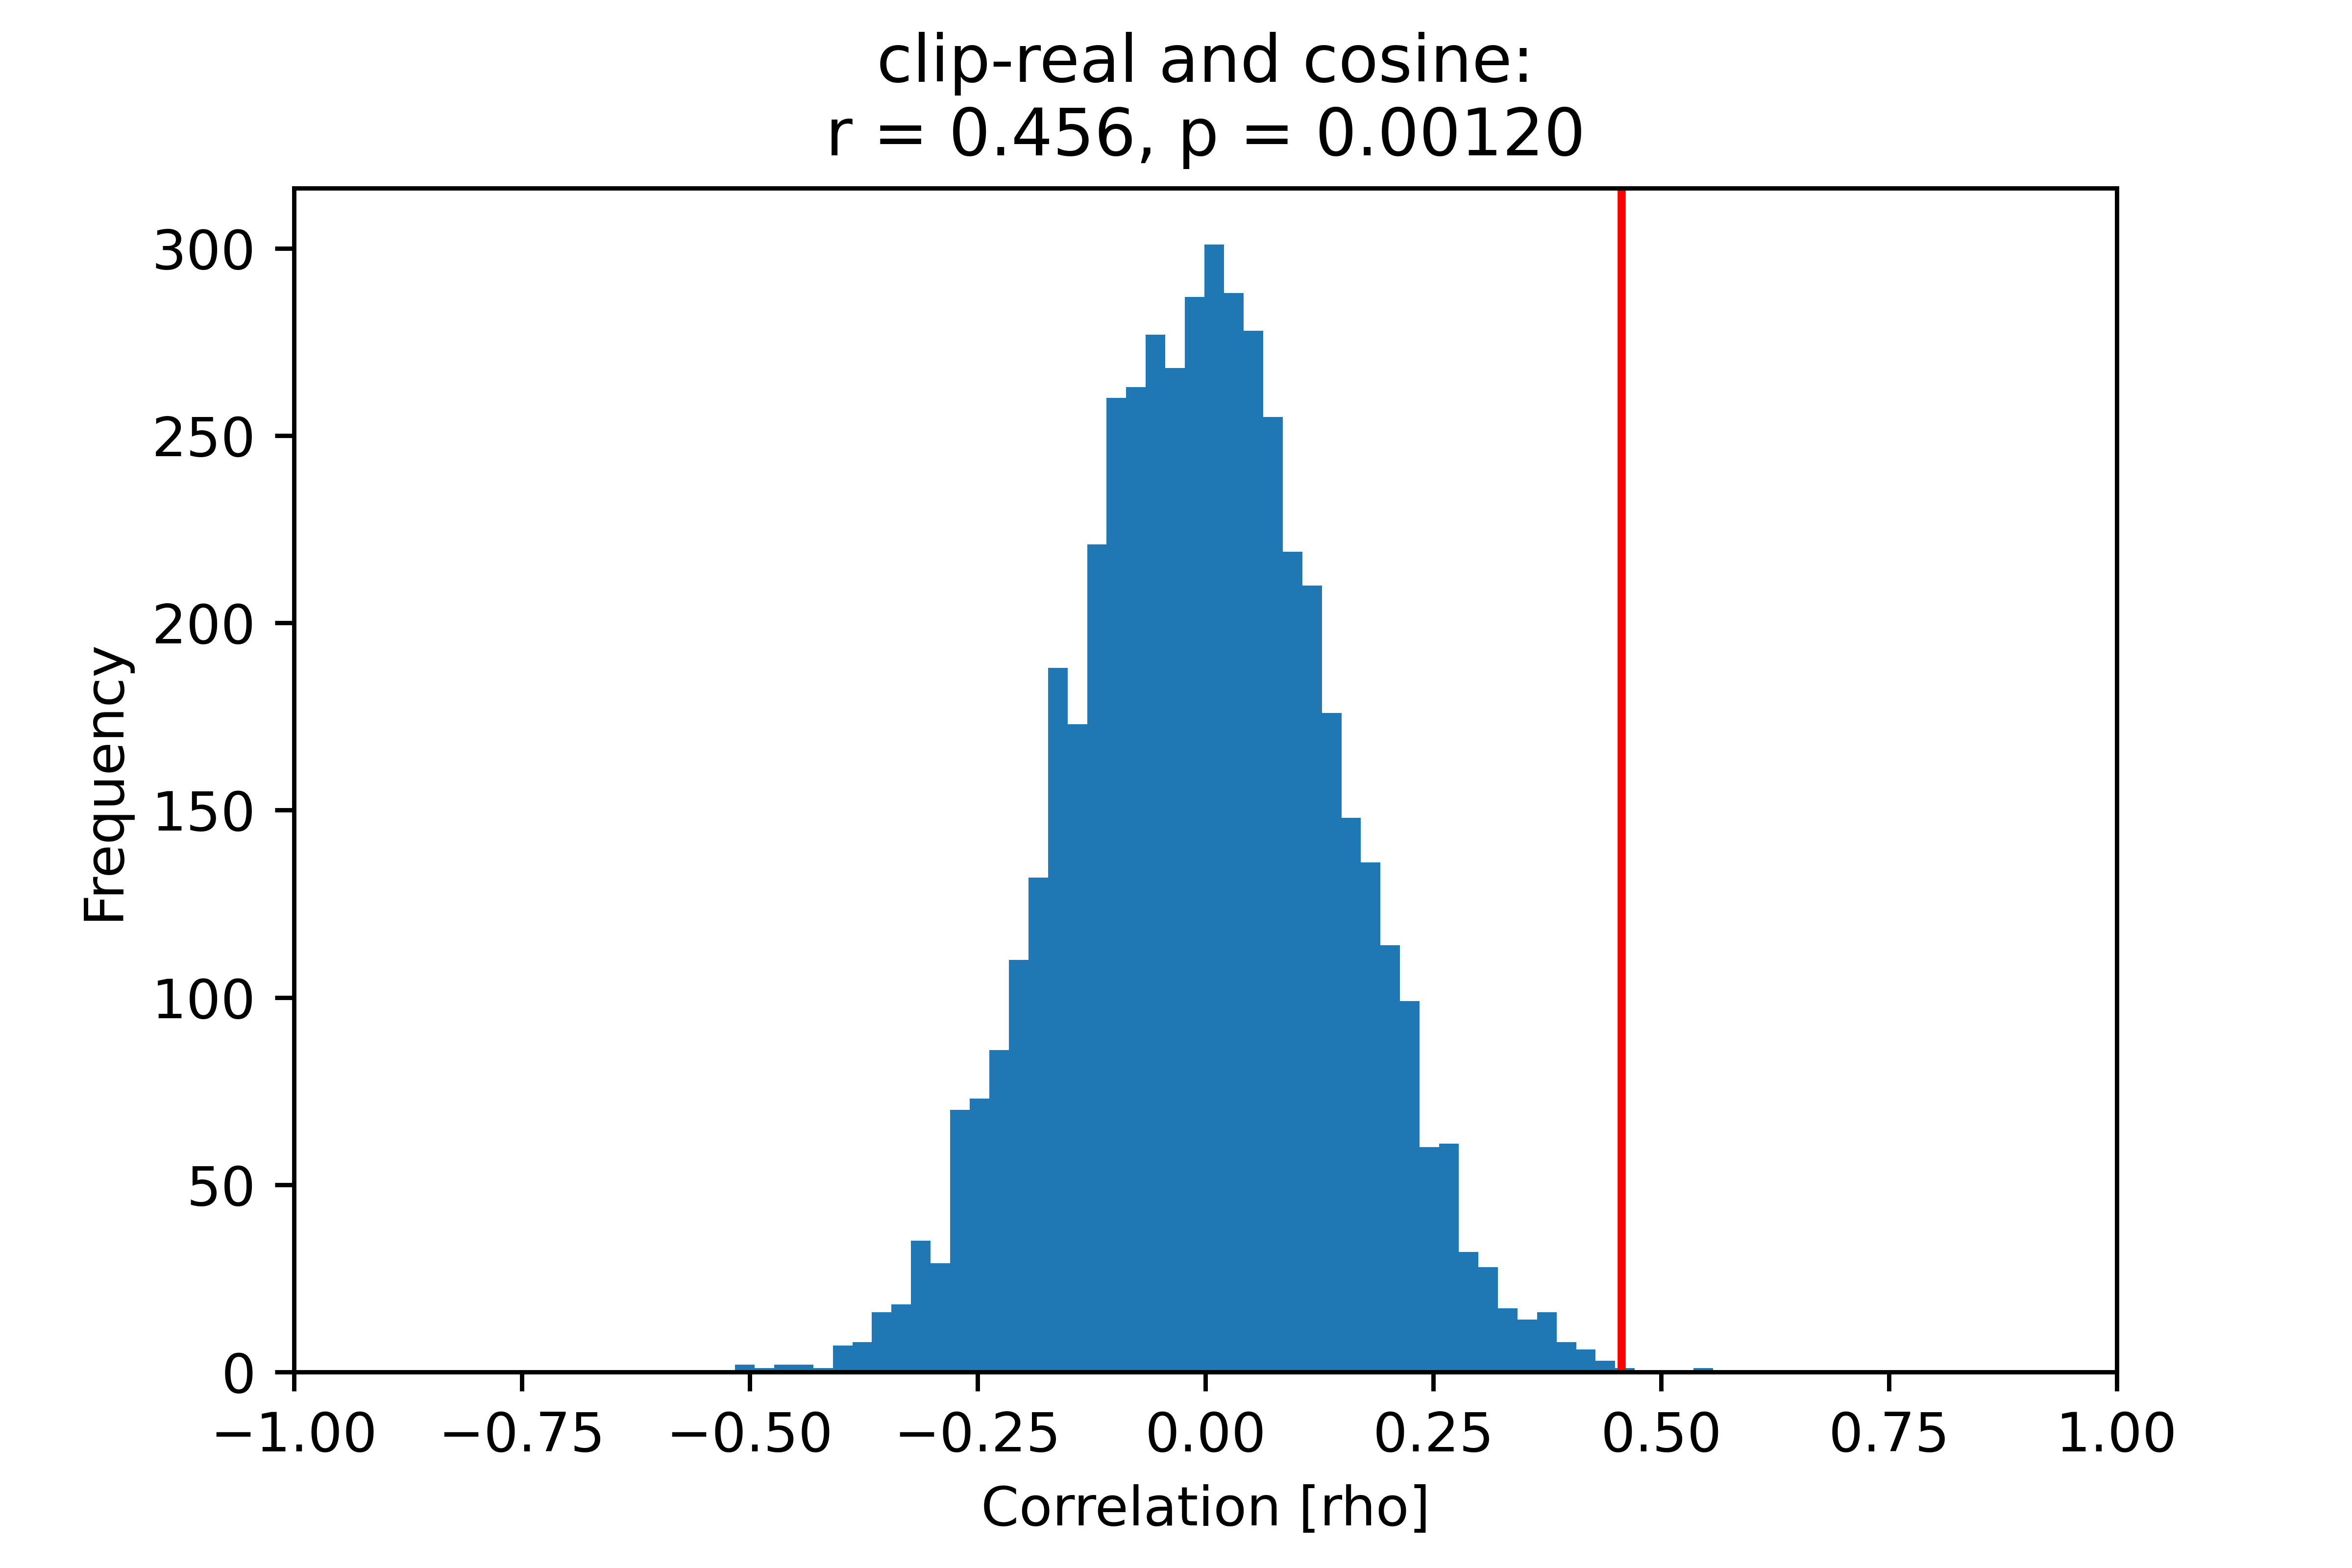 clip-real and cosine:
r = 0.456, p = 0.00120
300
250
200
150
100
50
0
Frequency
−1.00 −0.75 −0.50 −0.25 0.00 0.25 0.50 0.75 1.00
Correlation [rho]